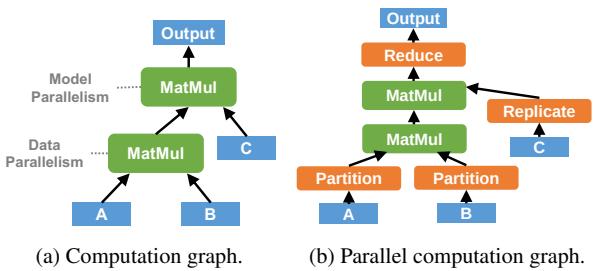 Output
Model
Parallelism
MatMul
Data
Parallelism
MatMul
C
A
B
(a) Computation graph.
Output
Reduce
MatMul
Replicate
MatMul
C
Partition
Partition
A
B
(b) Parallel computation graph.